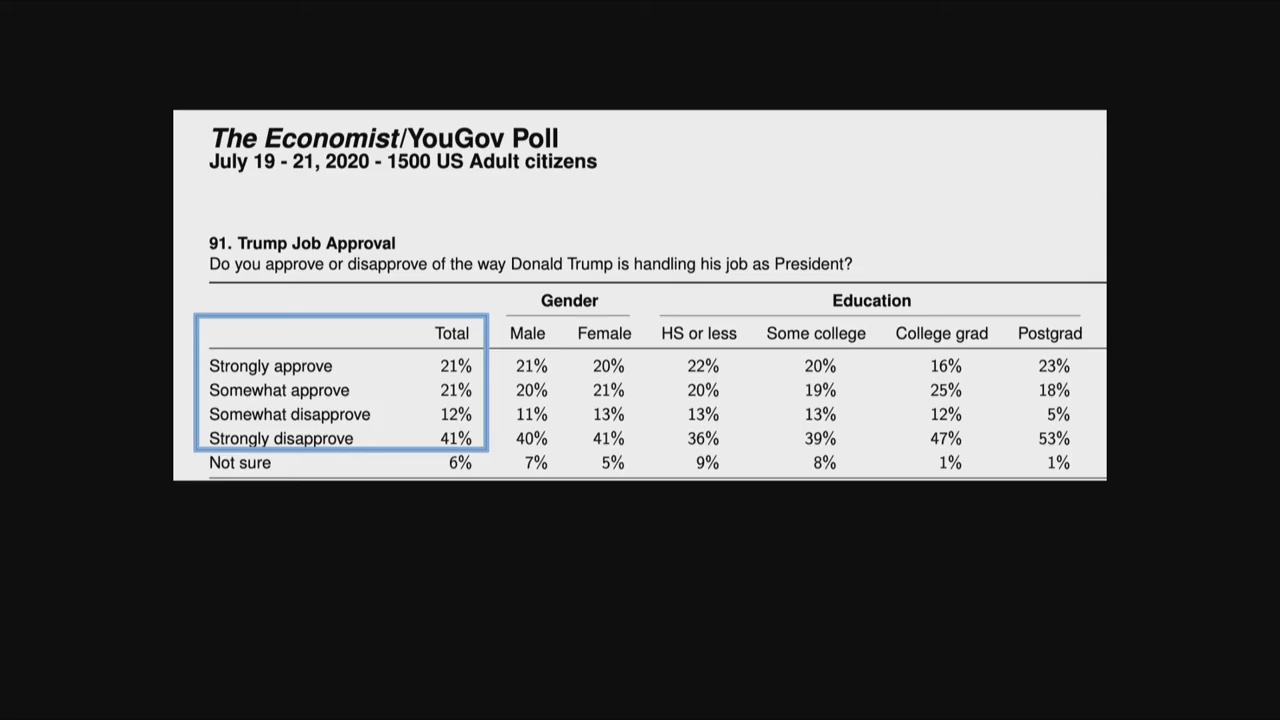 The Economist/YouGov Poll
July 19 - 21, 2020 - 1500 US Adult citizens
91. Trump Job Approval
Do you approve or disapprove of the way Donald Trump is handling his job as President?
Gender Education
Total Male Female HS or less Some college College grad Postgrad
Strongly approve 21% 21% 20% 22% 20% 16% 23%
Somewhat approve 21% 20% 21% 20% 19% 25% 18%
Somewhat disapprove 12% 11% 13% 13% 13% 12% 5%
Strongly disapprove 41% 40% 41% 36% 39% 47% 53%
Not sure 6% 7% 5% 9% 8% 1% 1%